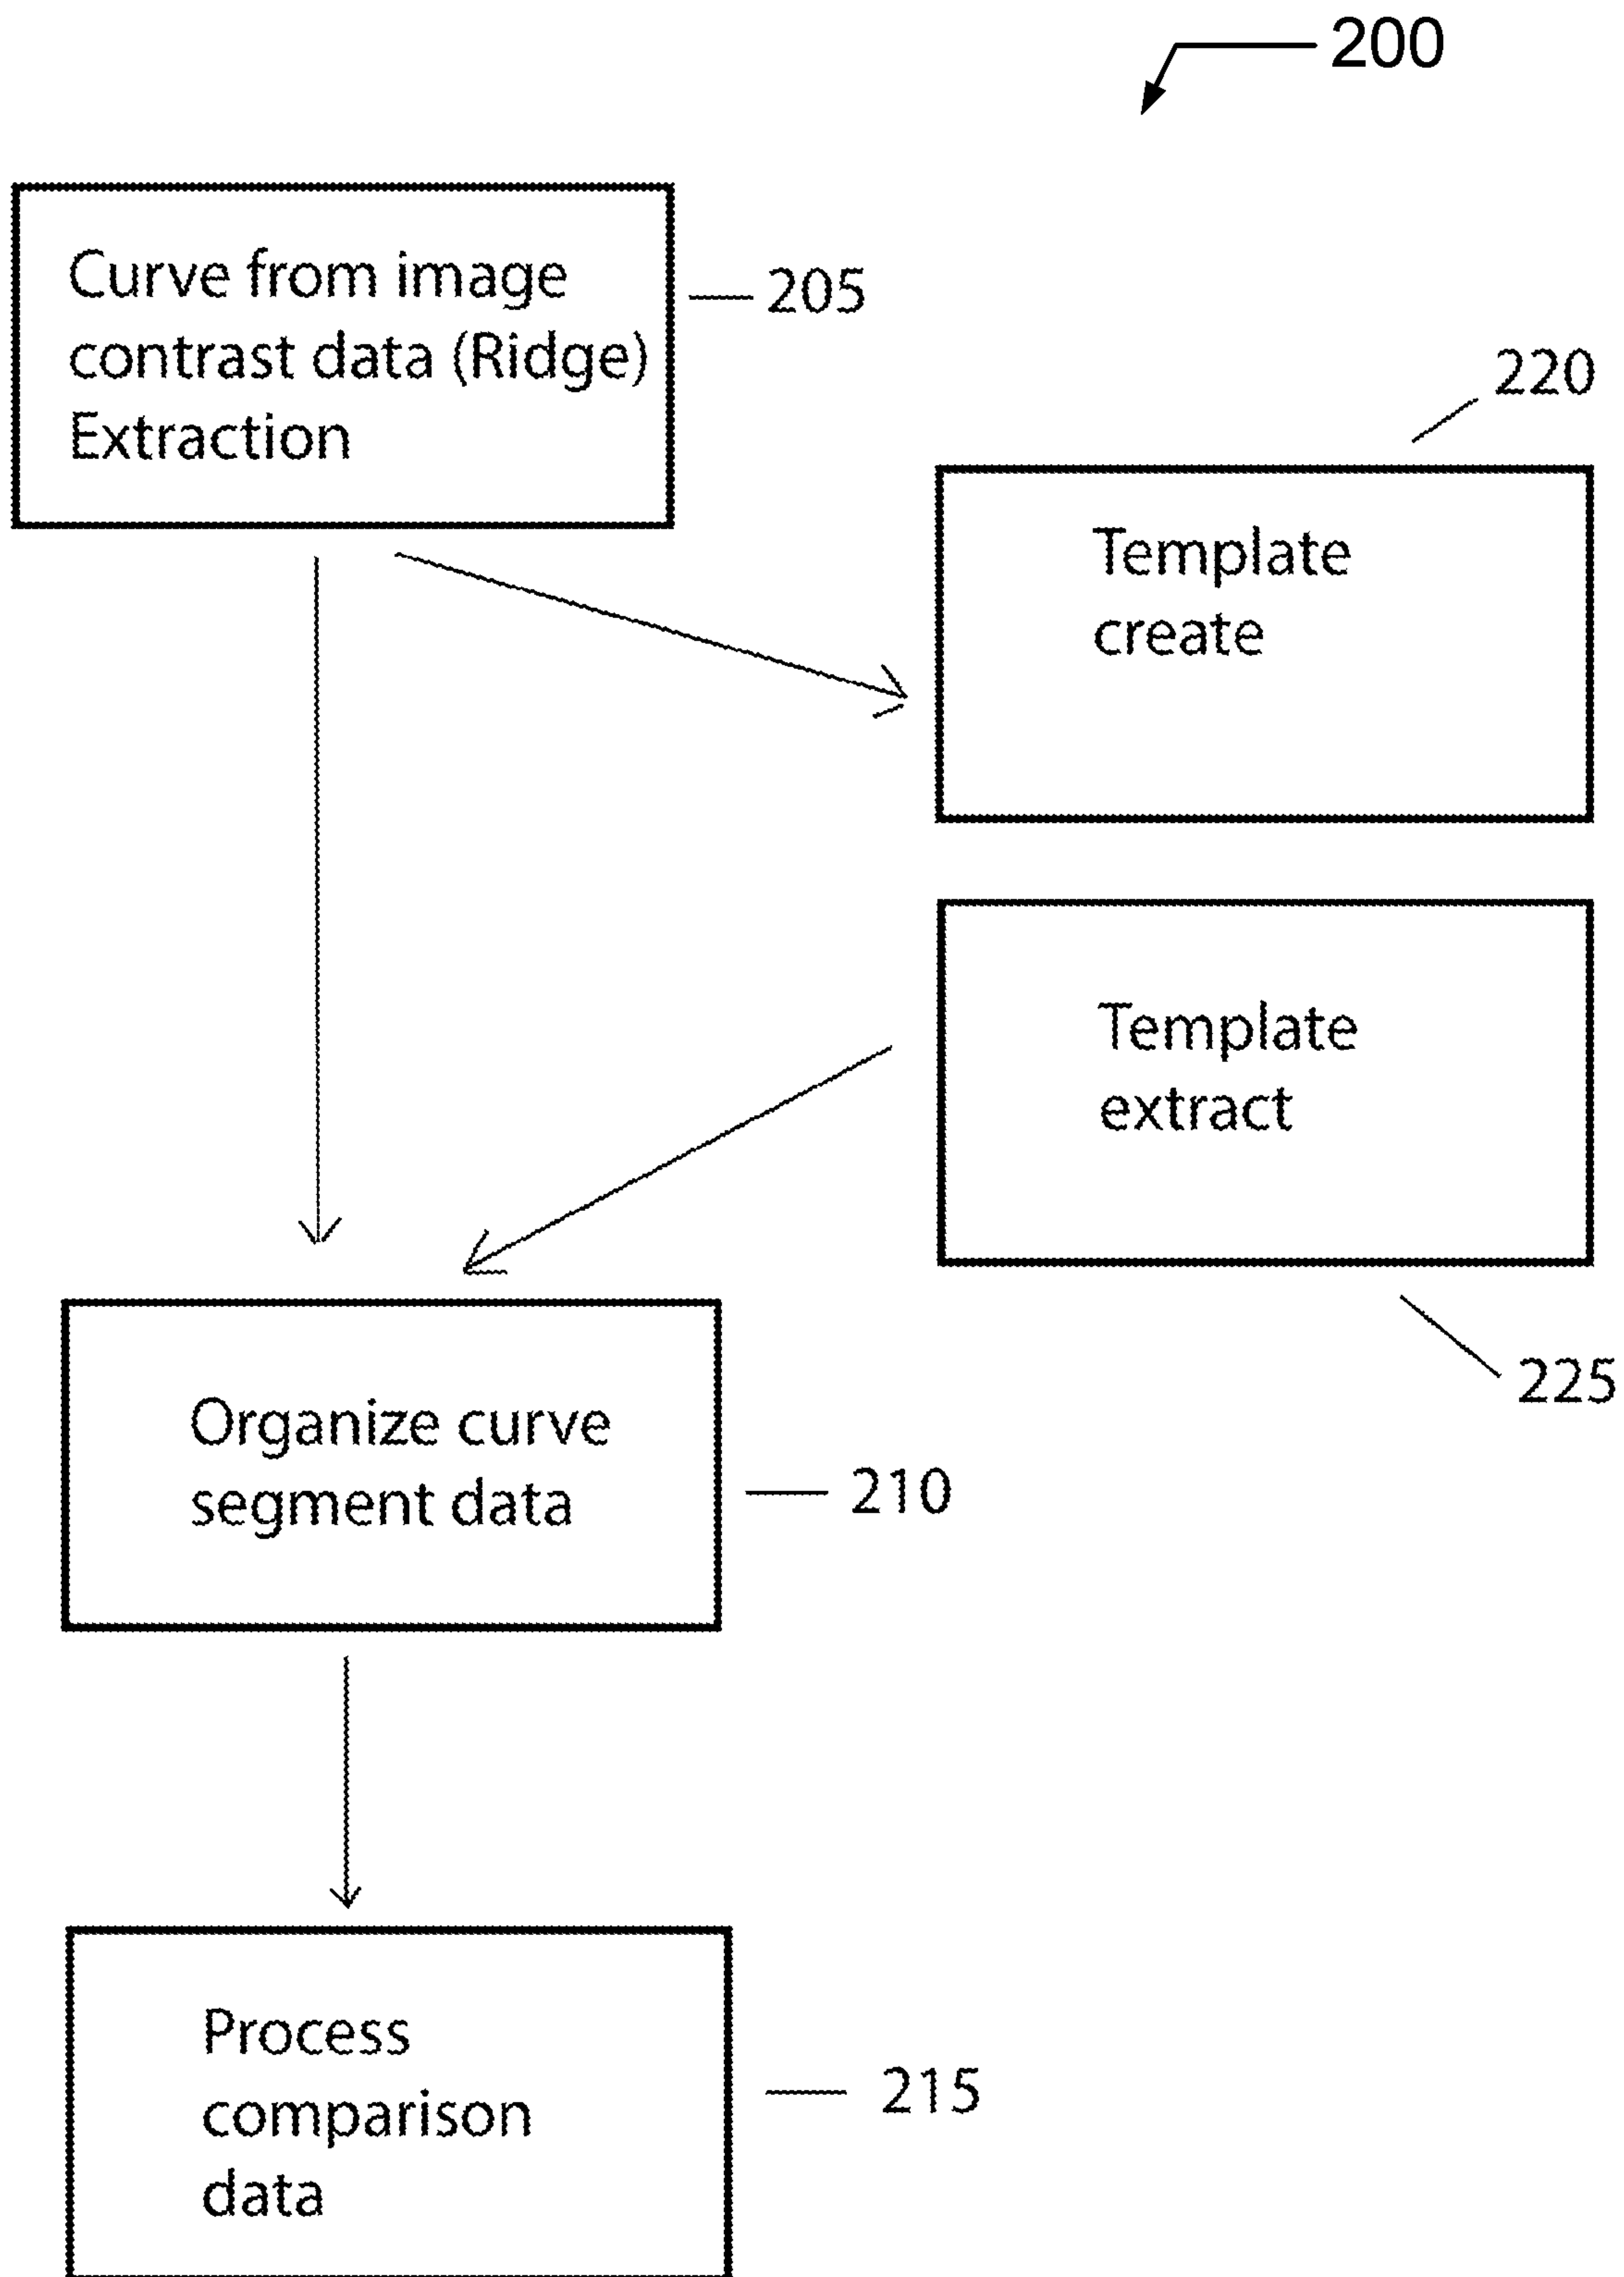 200
Curve from image
contrast data (Ridge)
Extraction
205
220
Template
create
Template
extract
225
Organize curve
segment data
210
Process
comparison
data
215